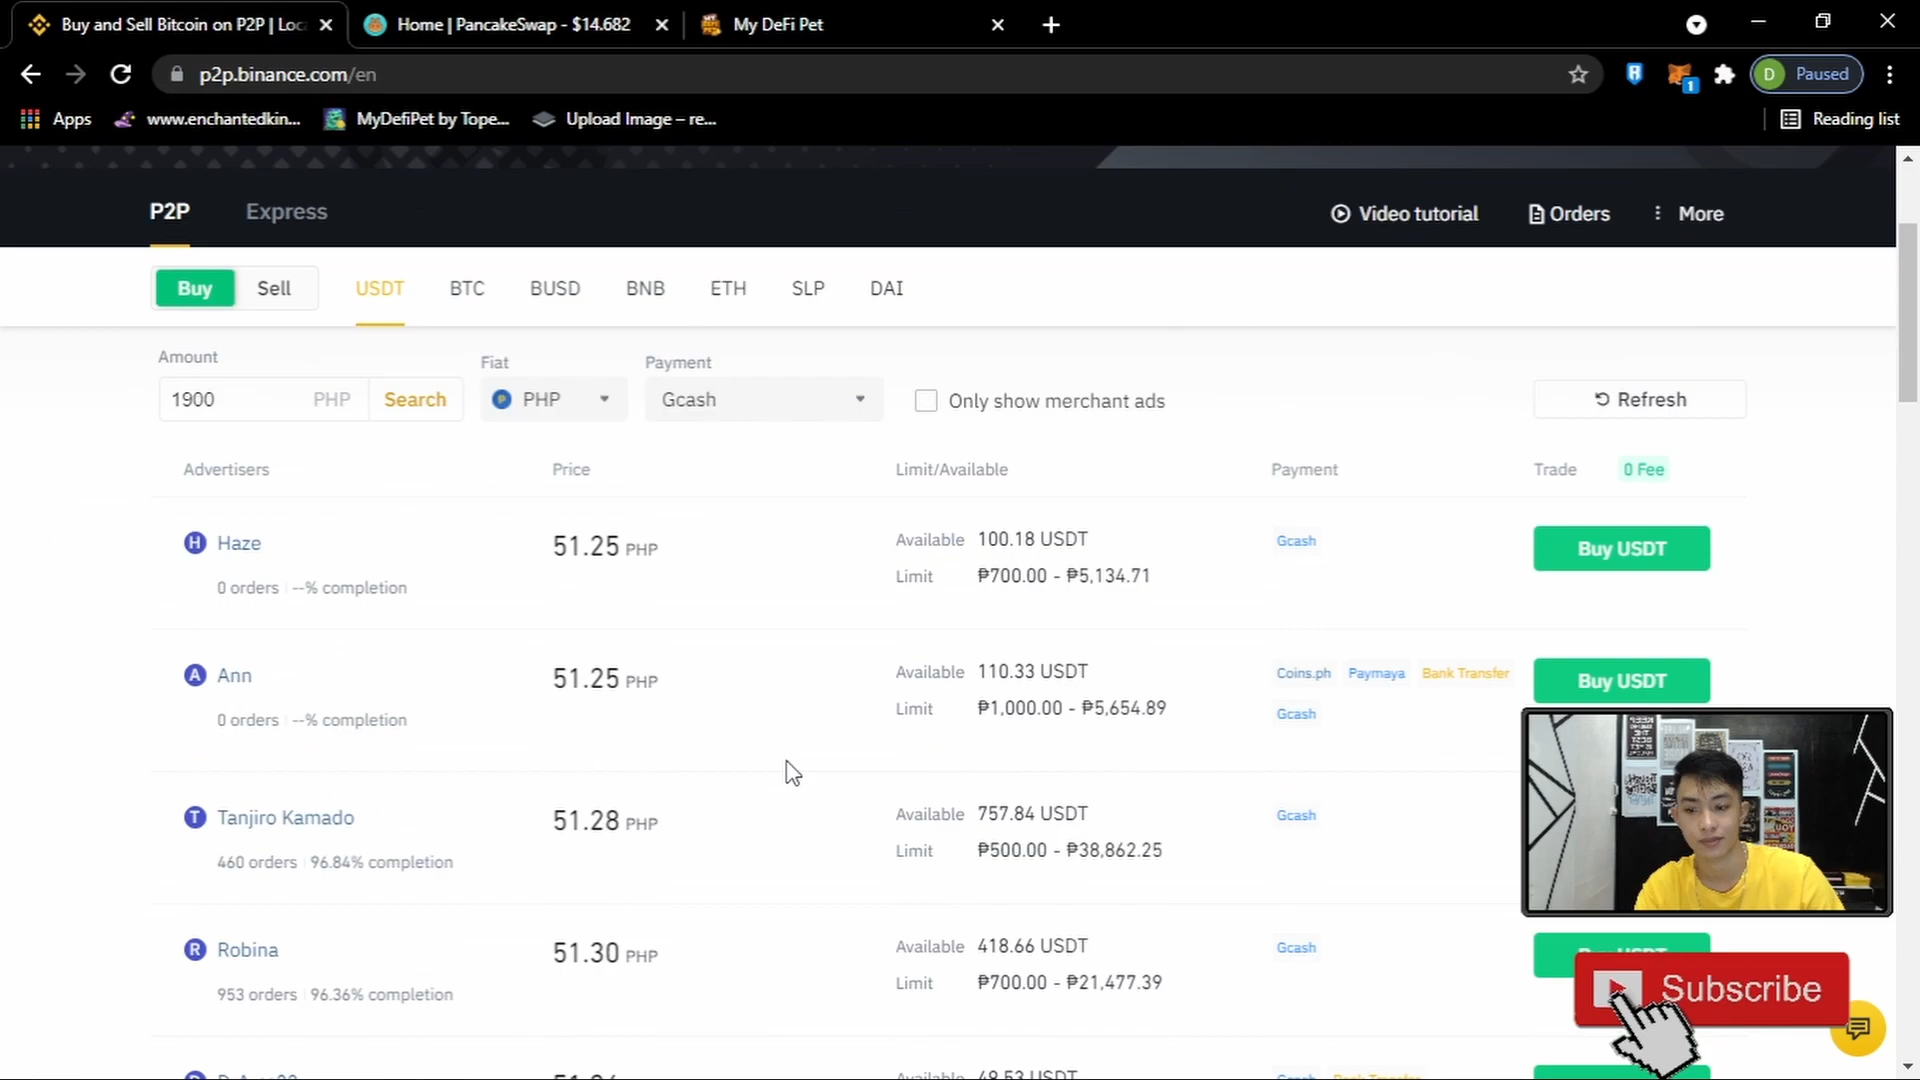 Buy and Sell Bitcoin on P2P | Loc
Home | PancakeSwap - $14.682
My DeFi Pet
p2p.binance.com/en
1
D Paused
Apps
www.enchantedkin...
MyDefiPet by Tope...
Upload Image – re...
Reading list
P2P
Express
Video tutorial
Orders
More
Buy
Sell
USDT
BTC
BUSD
BNB
ETH
SLP
DAI
Amount
Fiat
Payment
1900 PHP Search
PHP
Gcash
Only show merchant ads
Refresh
Advertisers
Price
Limit/Available
Payment
Trade
0 Fee
H Haze
0 orders | --% completion
51.25 PHP
Available 100.18 USDT
Limit ₱700.00 - ₱5,134.71
Gcash
Buy USDT
A Ann
0 orders | --% completion
51.25 PHP
Available 110.33 USDT
Limit ₱1,000.00 - ₱5,654.89
Coins.ph Paymaya Bank Transfer
Gcash
Buy USDT
T Tanjiro Kamado
460 orders | 96.84% completion
51.28 PHP
Available 757.84 USDT
Limit ₱500.00 - ₱38,862.25
Gcash
R Robina
953 orders | 96.36% completion
51.30 PHP
Available 418.66 USDT
Limit ₱700.00 - ₱21,477.39
Gcash
Subscribe